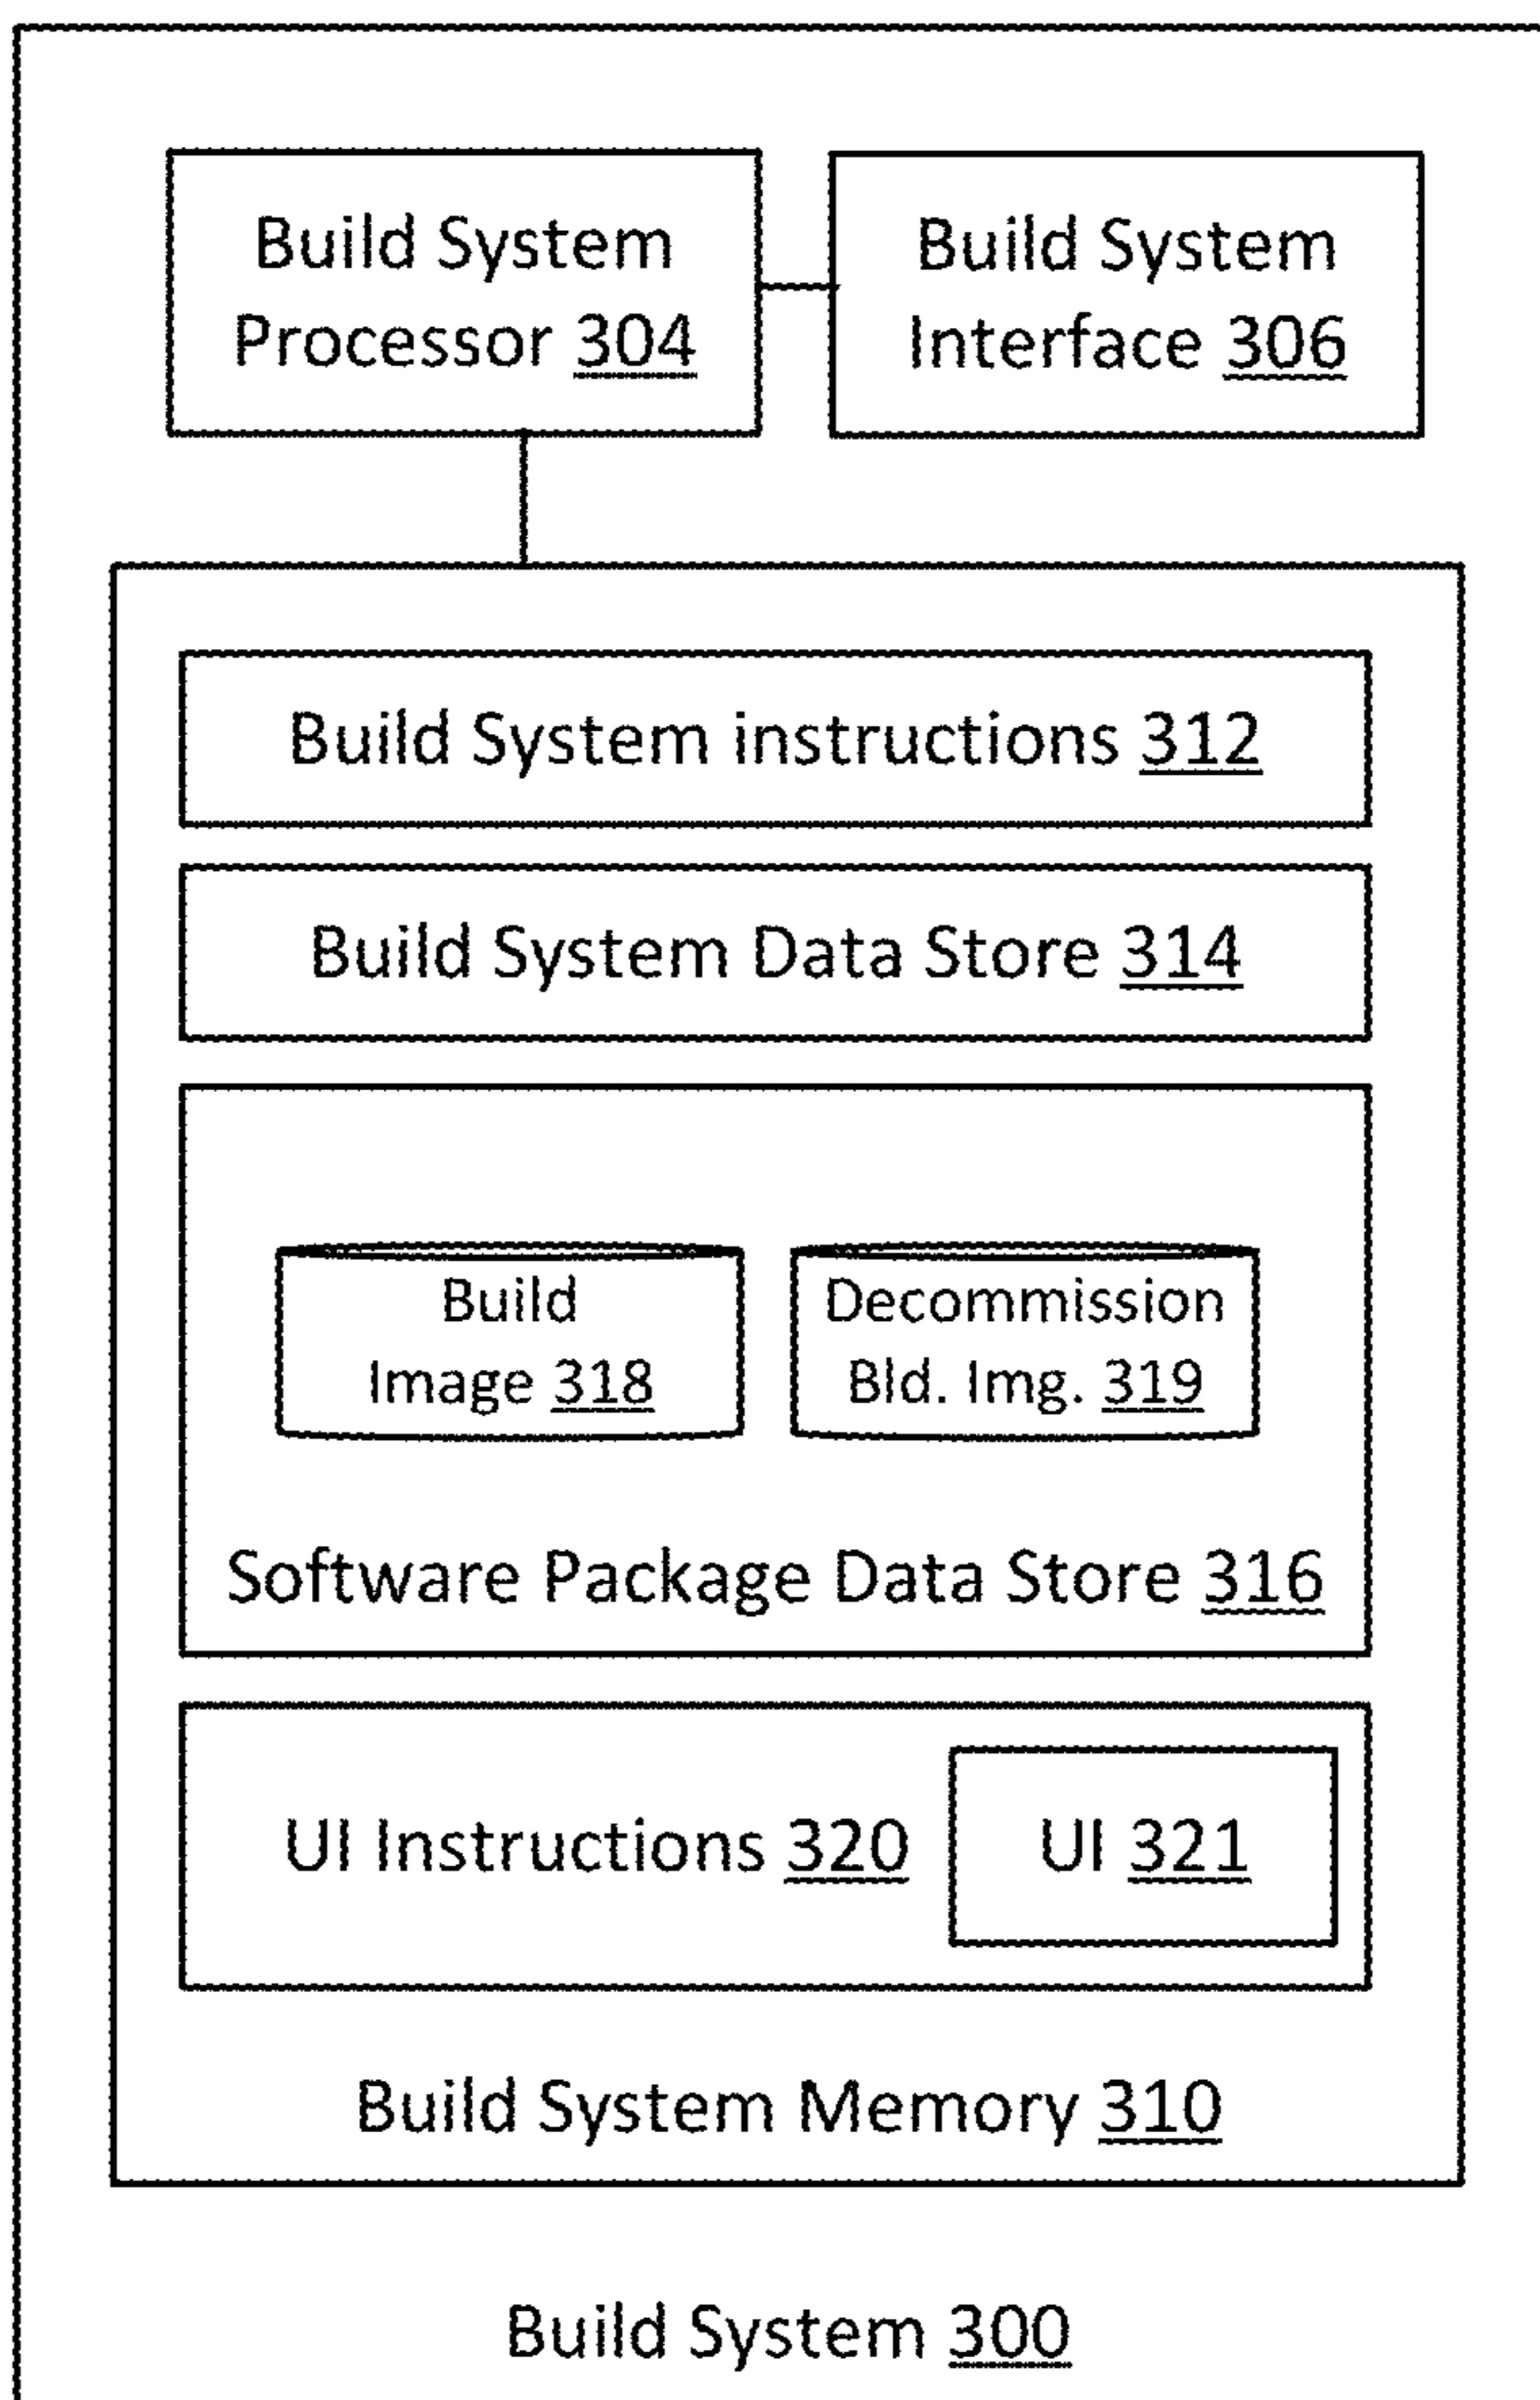 Build System
Processor 304
Build System
Interface 306
Build System instructions 312
Build System Data Store 314
Build
Image 318
Decommission
Bld. Img. 319
Software Package Data Store 316
UI Instructions 320
UI 321
Build System Memory 310
Build System 300